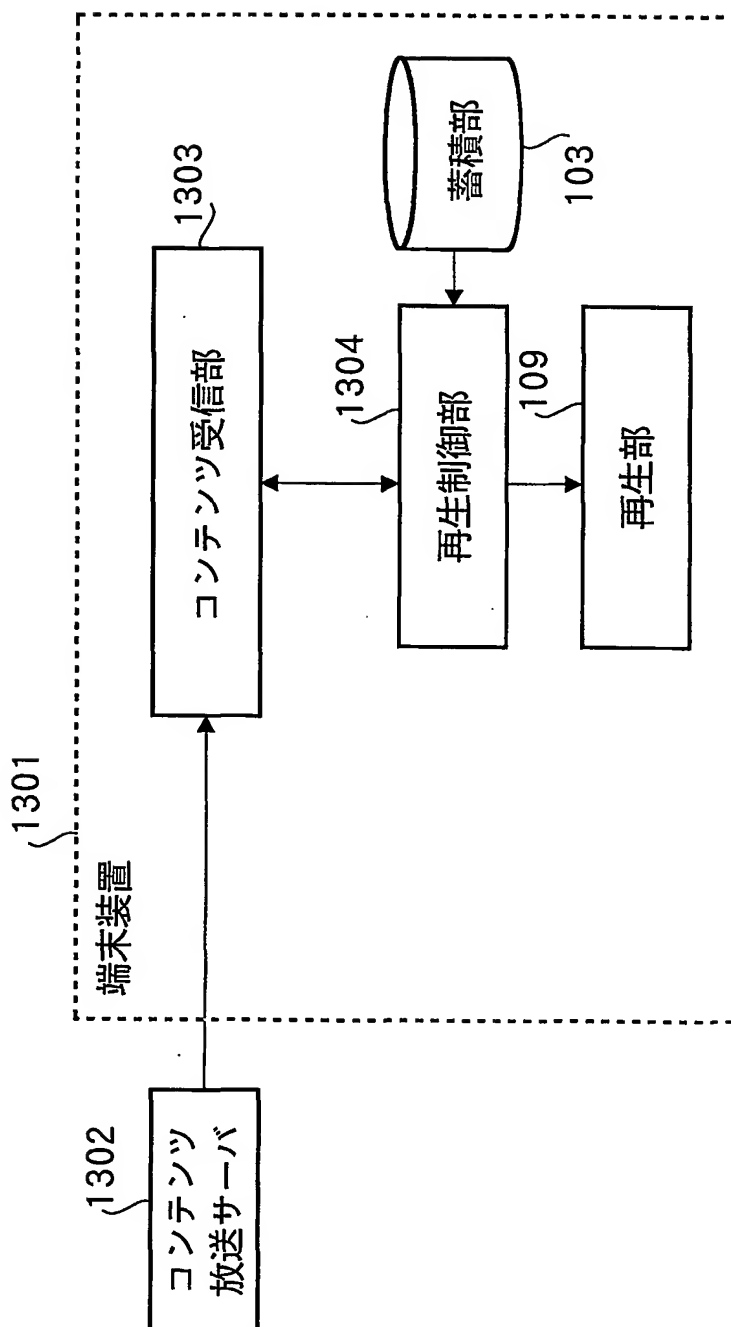 1301
端末装置
1302
コンテンツ
放送サーバ
1303
コンテンツ受信部
1304
再生制御部
蓄積部
103
109
再生部